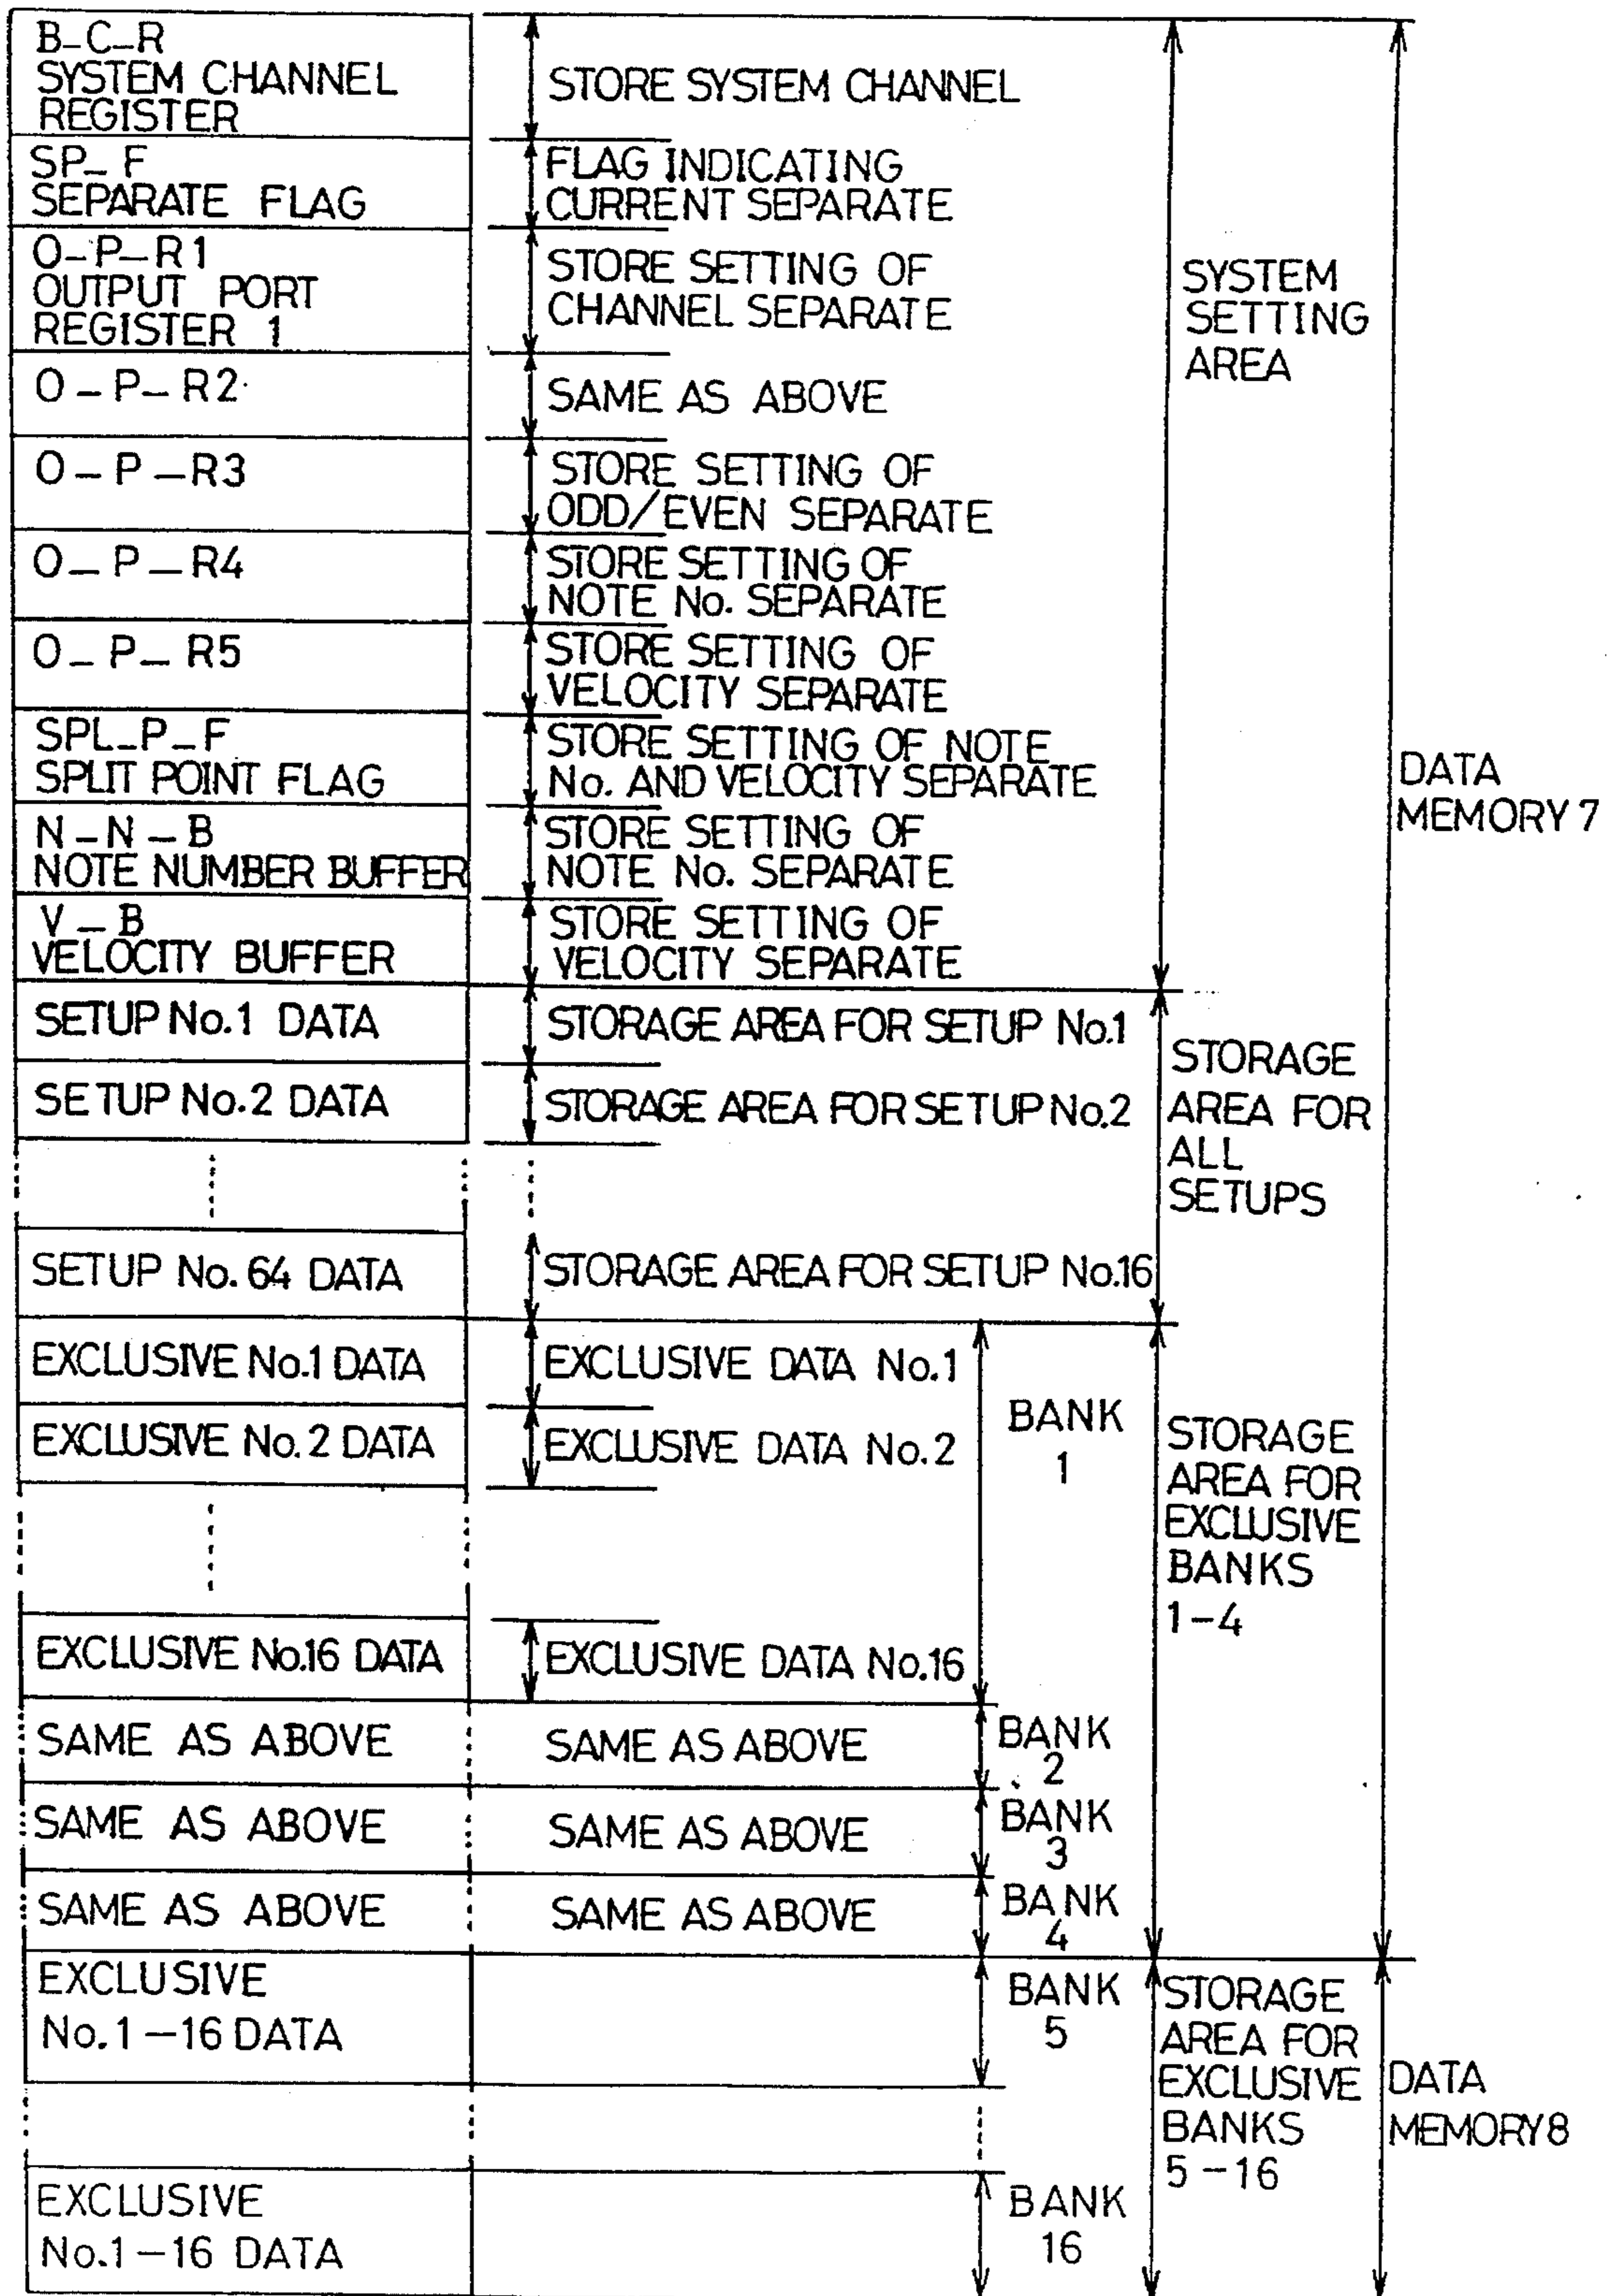 B-C-R
SYSTEM CHANNEL
REGISTER
STORE SYSTEM CHANNEL
SP-F
SEPARATE FLAG
FLAG INDICATING
CURRENT SEPARATE
O-P-R1
OUTPUT PORT
REGISTER 1
STORE SETTING OF
CHANNEL SEPARATE
O-P-R2
SAME AS ABOVE
O-P-R3
STORE SETTING OF
ODD/EVEN SEPARATE
O-P-R4
STORE SETTING OF
NOTE No. SEPARATE
O-P-R5
STORE SETTING OF
VELOCITY SEPARATE
SPL-P-F
SPLIT POINT FLAG
STORE SETTING OF NOTE
No. AND VELOCITY SEPARATE
N-N-B
NOTE NUMBER BUFFER
STORE SETTING OF
NOTE No. SEPARATE
V-B
VELOCITY BUFFER
STORE SETTING OF
VELOCITY SEPARATE
SYSTEM
SETTING
AREA
SETUP No.1 DATA
STORAGE AREA FOR SETUP No.1
SETUP No.2 DATA
STORAGE AREA FOR SETUP No.2
SETUP No.64 DATA
STORAGE AREA FOR SETUP No.16
STORAGE
AREA FOR
ALL
SETUPS
EXCLUSIVE No.1 DATA
EXCLUSIVE DATA No.1
EXCLUSIVE No.2 DATA
EXCLUSIVE DATA No.2
EXCLUSIVE No.16 DATA
EXCLUSIVE DATA No.16
BANK
1
SAME AS ABOVE
SAME AS ABOVE
BANK
2
SAME AS ABOVE
SAME AS ABOVE
BANK
3
SAME AS ABOVE
SAME AS ABOVE
BANK
4
STORAGE
AREA FOR
EXCLUSIVE
BANKS
1-4
DATA
MEMORY 7
EXCLUSIVE
No.1-16 DATA
BANK
5
EXCLUSIVE
No.1-16 DATA
BANK
16
STORAGE
AREA FOR
EXCLUSIVE
BANKS
5-16
DATA
MEMORY 8